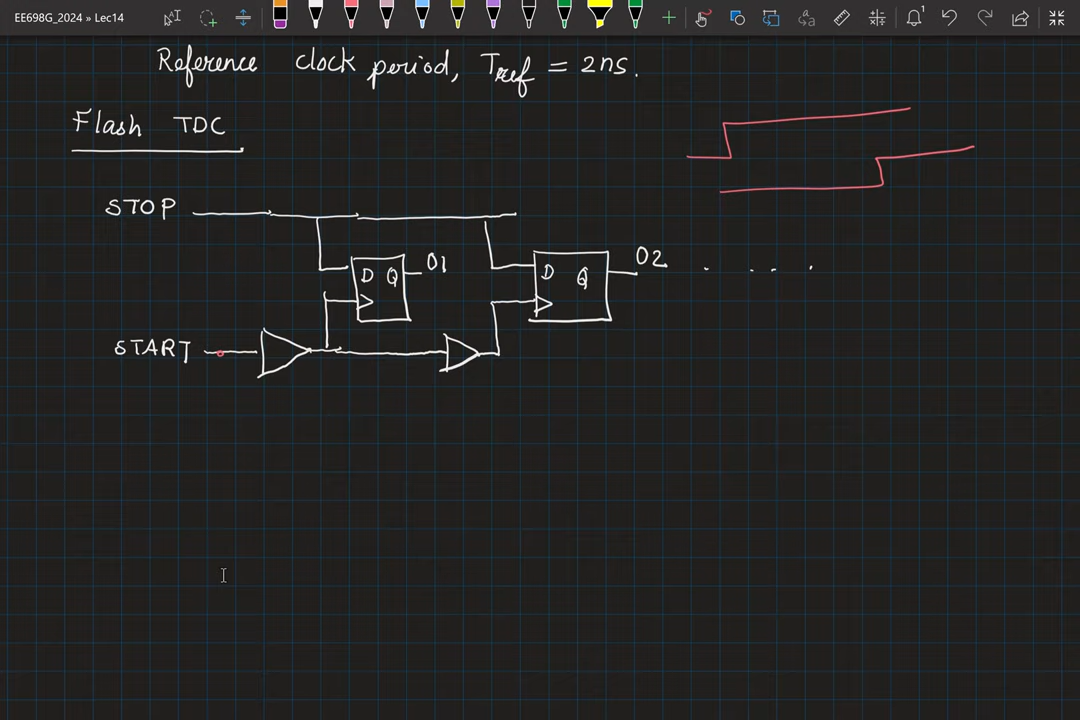 EE698G_2024 » Lec14
Reference clock period, Tref = 2ns.
Flash TDC
STOP
D Q O1
D Q O2 . . . .
START